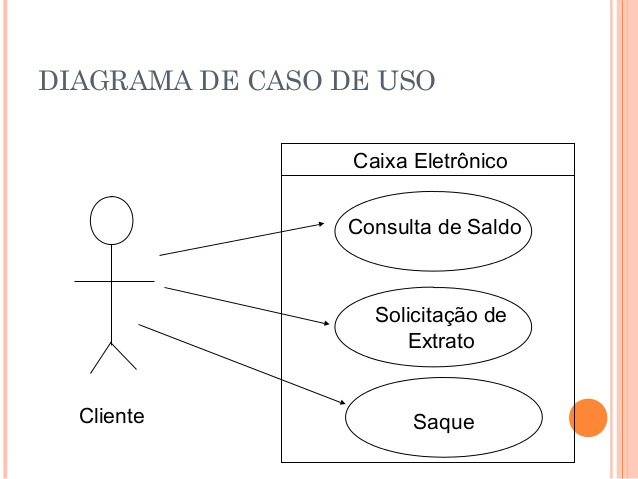 DIAGRAMA DE CASO DE USO
Caixa Eletrônico
Consulta de Saldo
Solicitação de
Extrato
Saque
Cliente